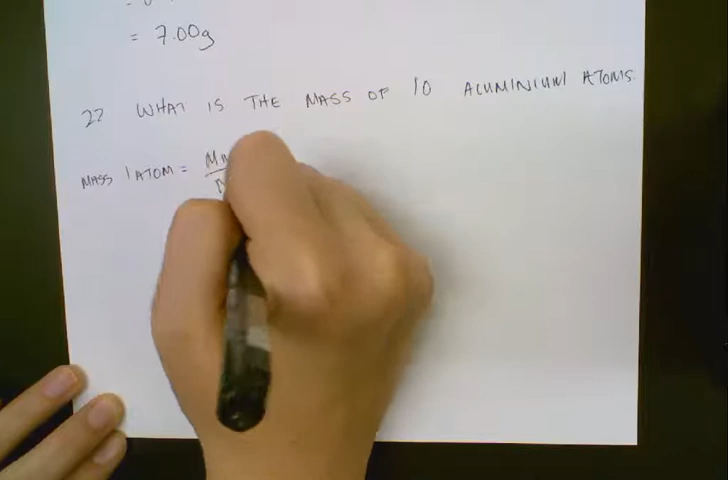 = 7.00g
22 WHAT IS THE MASS OF 10 ALUMINIUM ATOMS.
MASS 1 ATOM =